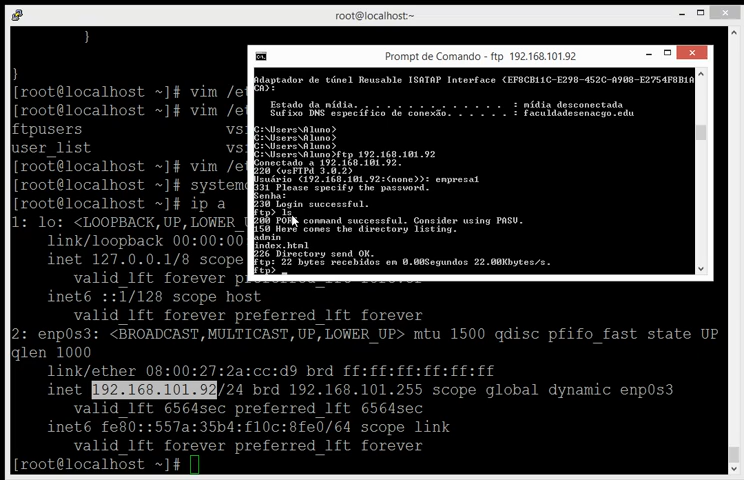 root@localhost:~
}
}
[root@localhost ~]# vim /e
[root@localhost ~]# vim /et
ftpusers vs
user_list vs
[root@localhost ~]# vim /et
[root@localhost ~]# system
[root@localhost ~]# ip a
1: lo: <LOOPBACK,UP,LOWER_
link/loopback 00:00:00
inet 127.0.0.1/8 scope
valid_lft forever preferred_lft forever
inet6 ::1/128 scope host
valid_lft forever preferred_lft forever
2: enp0s3: <BROADCAST,MULTICAST,UP,LOWER_UP> mtu 1500 qdisc pfifo_fast state UP
qlen 1000
link/ether 08:00:27:2a:cc:d9 brd ff:ff:ff:ff:ff:ff
inet 192.168.101.92/24 brd 192.168.101.255 scope global dynamic enp0s3
valid_lft 6564sec preferred_lft 6564sec
inet6 fe80::557a:35b4:f10c:8fe0/64 scope link
valid_lft forever preferred_lft forever
[root@localhost ~]#
Prompt de Comando - ftp 192.168.101.92
Adaptador de túnel Reusable ISATAP Interface (EF8CB11C-E298-452C-A908-E2754F8B1A
CA):
Estado da mídia. . . . . . . . . . . . . . : mídia desconectada
Sufixo DNS específico de conexão. . . . . . : faculdadesenacgo.edu
C:\Users\Aluno>
C:\Users\Aluno>
C:\Users\Aluno>
C:\Users\Aluno>ftp 192.168.101.92
Conectado a 192.168.101.92.
220 (vsFTPd 3.0.2)
Usuário (192.168.101.92:(none)): empresa1
331 Please specify the password.
Senha:
230 Login successful.
ftp> ls
200 PORT command successful. Consider using PASV.
150 Here comes the directory listing.
admin
index.html
226 Directory send OK.
ftp: 22 bytes recebidos em 0.00Segundos 22.00Kbytes/s.
ftp> _